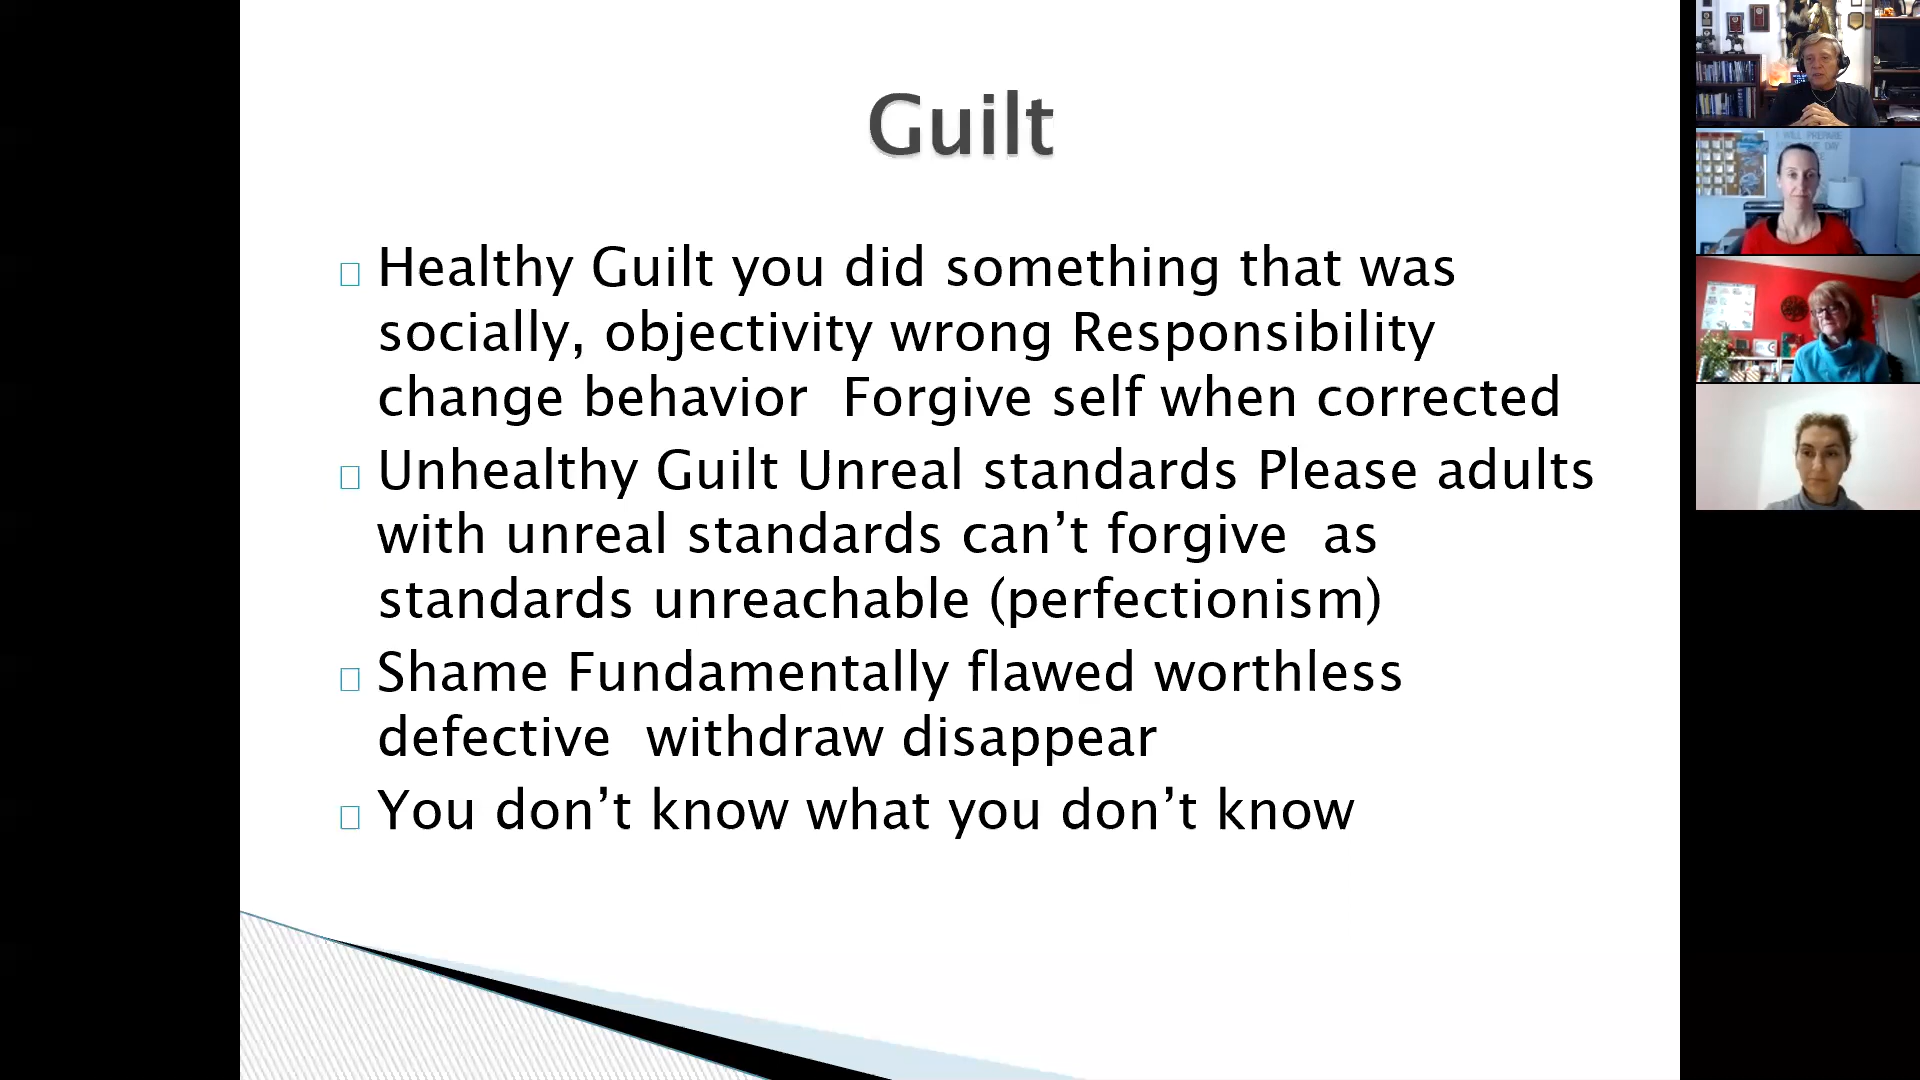 Guilt
Healthy Guilt you did something that was
socially, objectivity wrong Responsibility
change behavior  Forgive self when corrected
Unhealthy Guilt Unreal standards Please adults
with unreal standards can’t forgive  as
standards unreachable (perfectionism)
Shame Fundamentally flawed worthless
defective  withdraw disappear
You don’t know what you don’t know
I WILL PREPARE